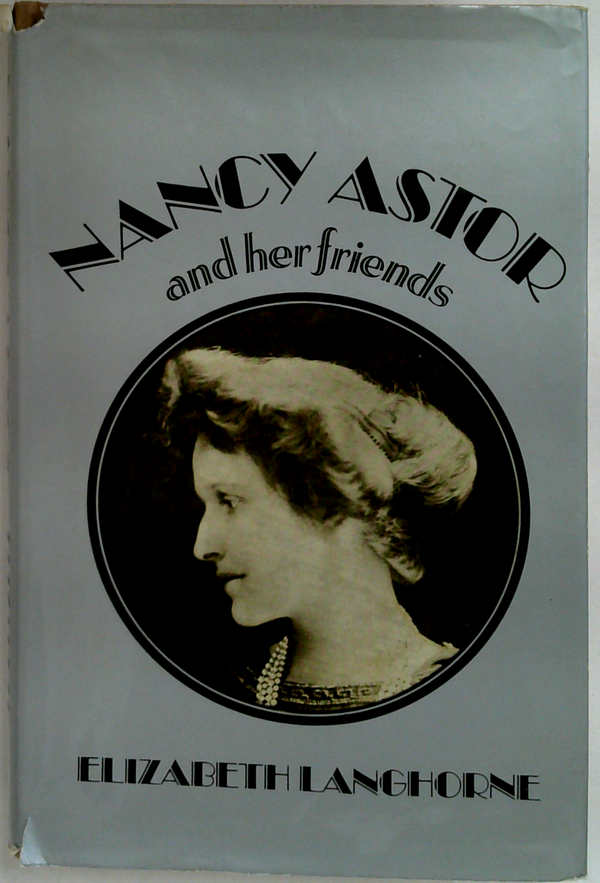 NANCY ASTOR
and her friends
ELIZABETH LANGHORNE